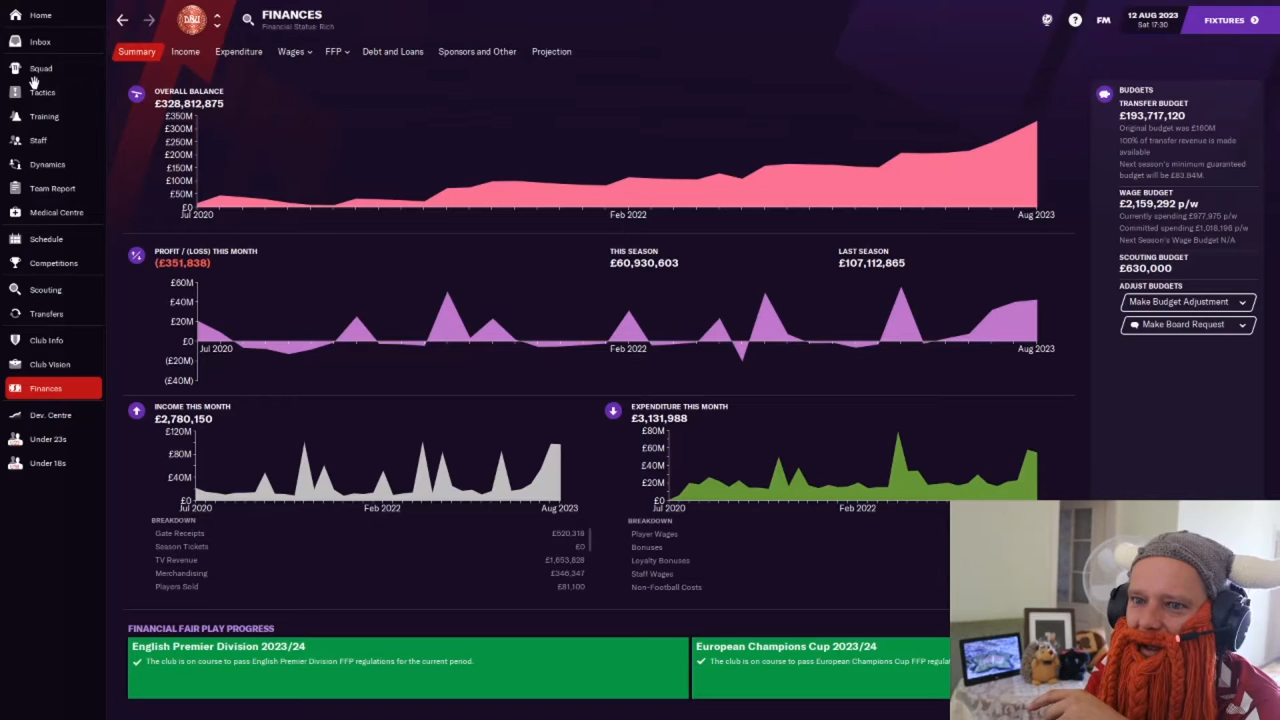 Home
Inbox
Squad
Tactics
Training
Staff
Dynamics
Team Report
Medical Centre
Schedule
Competitions
Scouting
Transfers
Club Info
Club Vision
Finances
Dev. Centre
Under 23s
Under 18s
DBU
FINANCES
Financial Status: Rich
FM
12 AUG 2023
Sat 17:30
FIXTURES
Summary
Income
Expenditure
Wages
FFP
Debt and Loans
Sponsors and Other
Projection
OVERALL BALANCE
£328,812,875
£350M
£300M
£250M
£200M
£150M
£100M
£50M
£0
Jul 2020
Feb 2022
Aug 2023
PROFIT / (LOSS) THIS MONTH
(£351,838)
THIS SEASON
£60,930,603
LAST SEASON
£107,112,865
£60M
£40M
£20M
£0
(£20M)
(£40M)
Jul 2020
Feb 2022
Aug 2023
INCOME THIS MONTH
£2,780,150
£120M
£80M
£40M
£0
Jul 2020
Feb 2022
Aug 2023
BREAKDOWN
Gate Receipts £520,318
Season Tickets £0
TV Revenue £1,653,828
Merchandising £346,347
Players Sold £81,100
EXPENDITURE THIS MONTH
£3,131,988
£80M
£60M
£40M
£20M
£0
Jul 2020
Feb 2022
BREAKDOWN
Player Wages
Bonuses
Loyalty Bonuses
Staff Wages
Non-Football Costs
BUDGETS
TRANSFER BUDGET
£193,717,120
Original budget was £160M
100% of transfer revenue is made
available
Next season's minimum guaranteed
budget will be £83.84M.
WAGE BUDGET
£2,159,292 p/w
Currently spending £977,975 p/w
Committed spending £1,018,196 p/w
Next Season's Wage Budget N/A
SCOUTING BUDGET
£630,000
ADJUST BUDGETS
Make Budget Adjustment
Make Board Request
FINANCIAL FAIR PLAY PROGRESS
English Premier Division 2023/24
The club is on course to pass English Premier Division FFP regulations for the current period.
European Champions Cup 2023/24
The club is on course to pass European Champions Cup FFP regulat